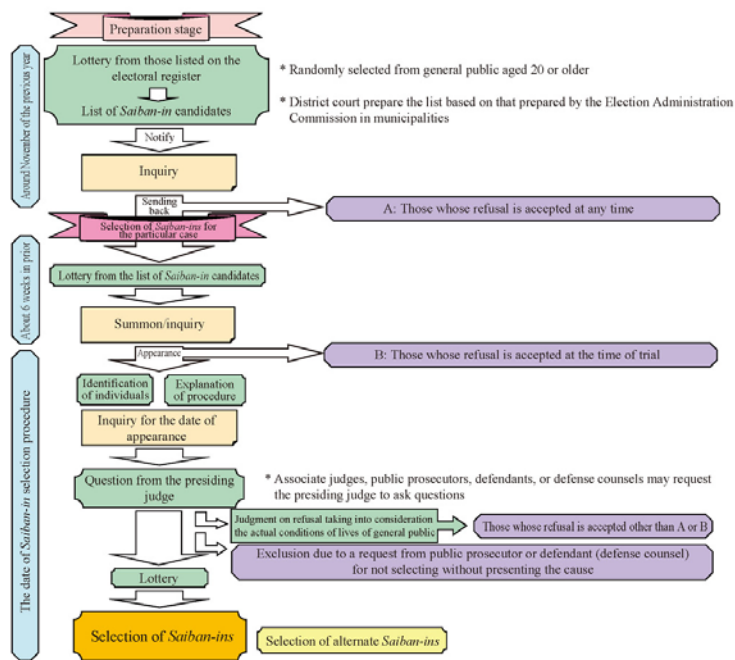 Preparation stage
Around November of the previous year
Lottery from those listed on the
electoral register
List of Saiban-in candidates
* Randomly selected from general public aged 20 or older
* District court prepare the list based on that prepared by the Election Administration
Commission in municipalities
Notify
Inquiry
Sending
back
A: Those whose refusal is accepted at any time
Selection of Saiban-ins for
the particular case
About 6 weeks in prior
Lottery from the list of Saiban-in candidates
Summon/inquiry
Appearance
B: Those whose refusal is accepted at the time of trial
The date of Saiban-in selection procedure
Identification
of individuals
Explanation
of procedure
Inquiry for the date of
appearance
Question from the presiding
judge
* Associate judges, public prosecutors, defendants, or defense counsels may request
the presiding judge to ask questions
Judgment on refusal taking into consideration
the actual conditions of lives of general public
Those whose refusal is accepted other than A or B
Exclusion due to a request from public prosecutor or defendant (defense counsel)
for not selecting without presenting the cause
Lottery
Selection of Saiban-ins
Selection of alternate Saiban-ins